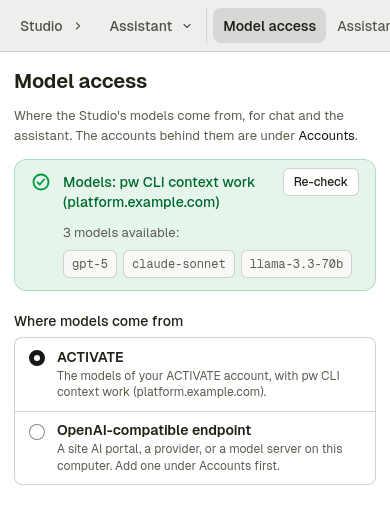 Studio > Assistant Model access Assistan
Model access
Where the Studio's models come from, for chat and the
assistant. The accounts behind them are under Accounts.
Models: pw CLI context work
(platform.example.com)
Re-check
3 models available:
gpt-5 claude-sonnet llama-3.3-70b
Where models come from
ACTIVATE
The models of your ACTIVATE account, with pw CLI
context work (platform.example.com).
OpenAI-compatible endpoint
A site AI portal, a provider, or a model server on this
computer. Add one under Accounts first.